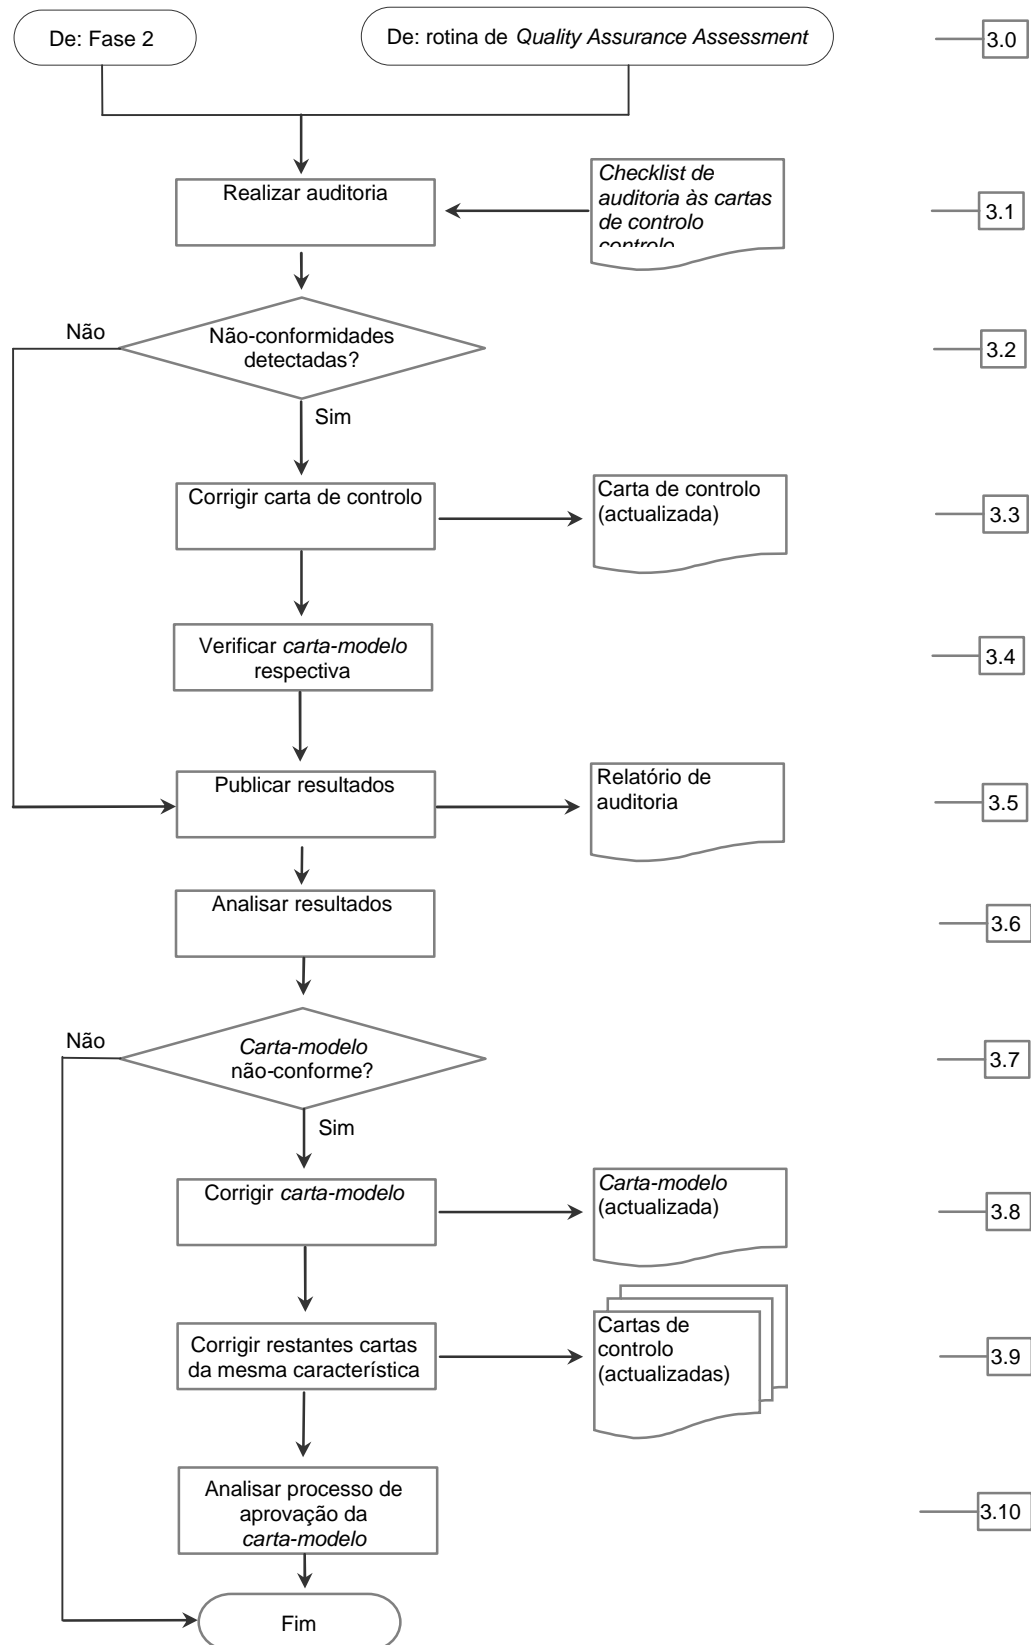 De: Fase 2
De: rotina de Quality Assurance Assessment
3.0
Realizar auditoria
Checklist de
auditoria às cartas
de controlo
controlo
3.1
Não
Não-conformidades
detectadas?
3.2
Sim
Corrigir carta de controlo
Carta de controlo
(actualizada)
3.3
Verificar carta-modelo
respectiva
3.4
Publicar resultados
Relatório de
auditoria
3.5
Analisar resultados
3.6
Não
Carta-modelo
não-conforme?
3.7
Sim
Corrigir carta-modelo
Carta-modelo
(actualizada)
3.8
Corrigir restantes cartas
da mesma característica
Cartas de
controlo
(actualizadas)
3.9
Analisar processo de
aprovação da
carta-modelo
3.10
Fim